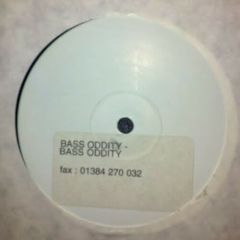 BASS ODDITY -
BASS ODDITY
fax : 01384 270 032